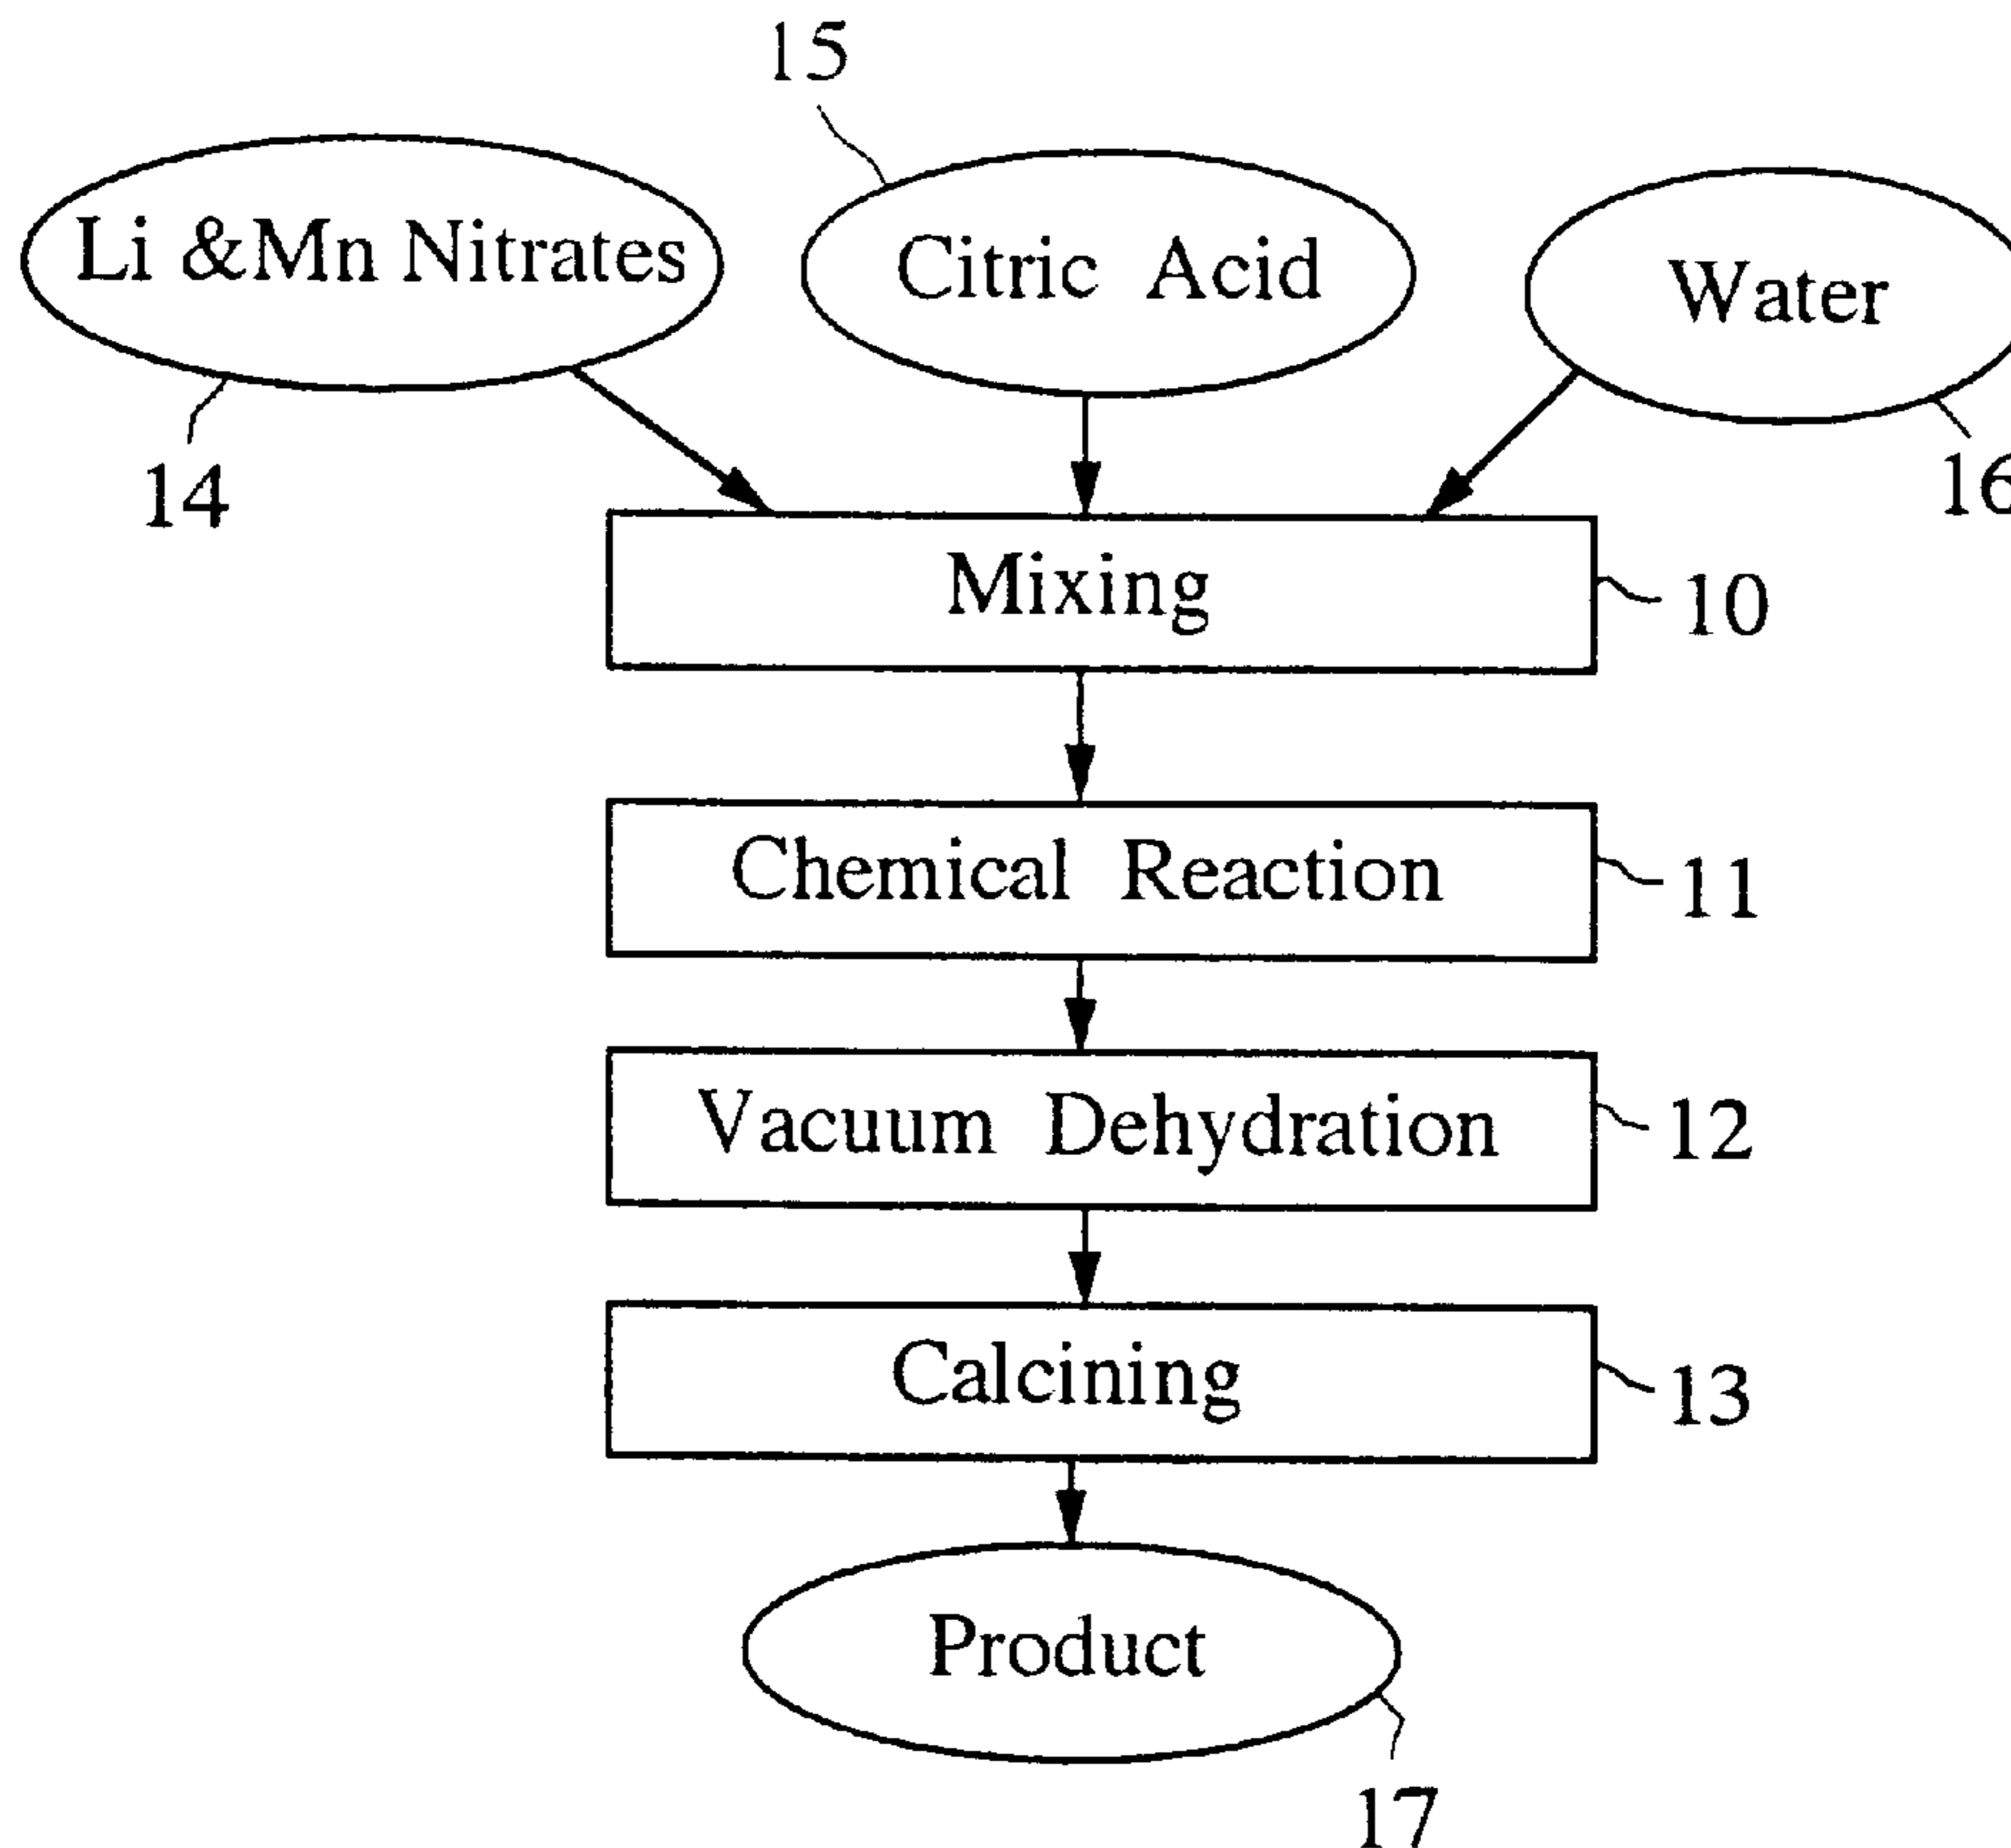 15
Li &Mn Nitrates
Citric Acid
Water
14
16
Mixing
10
Chemical Reaction
11
Vacuum Dehydration
12
Calcining
13
Product
17